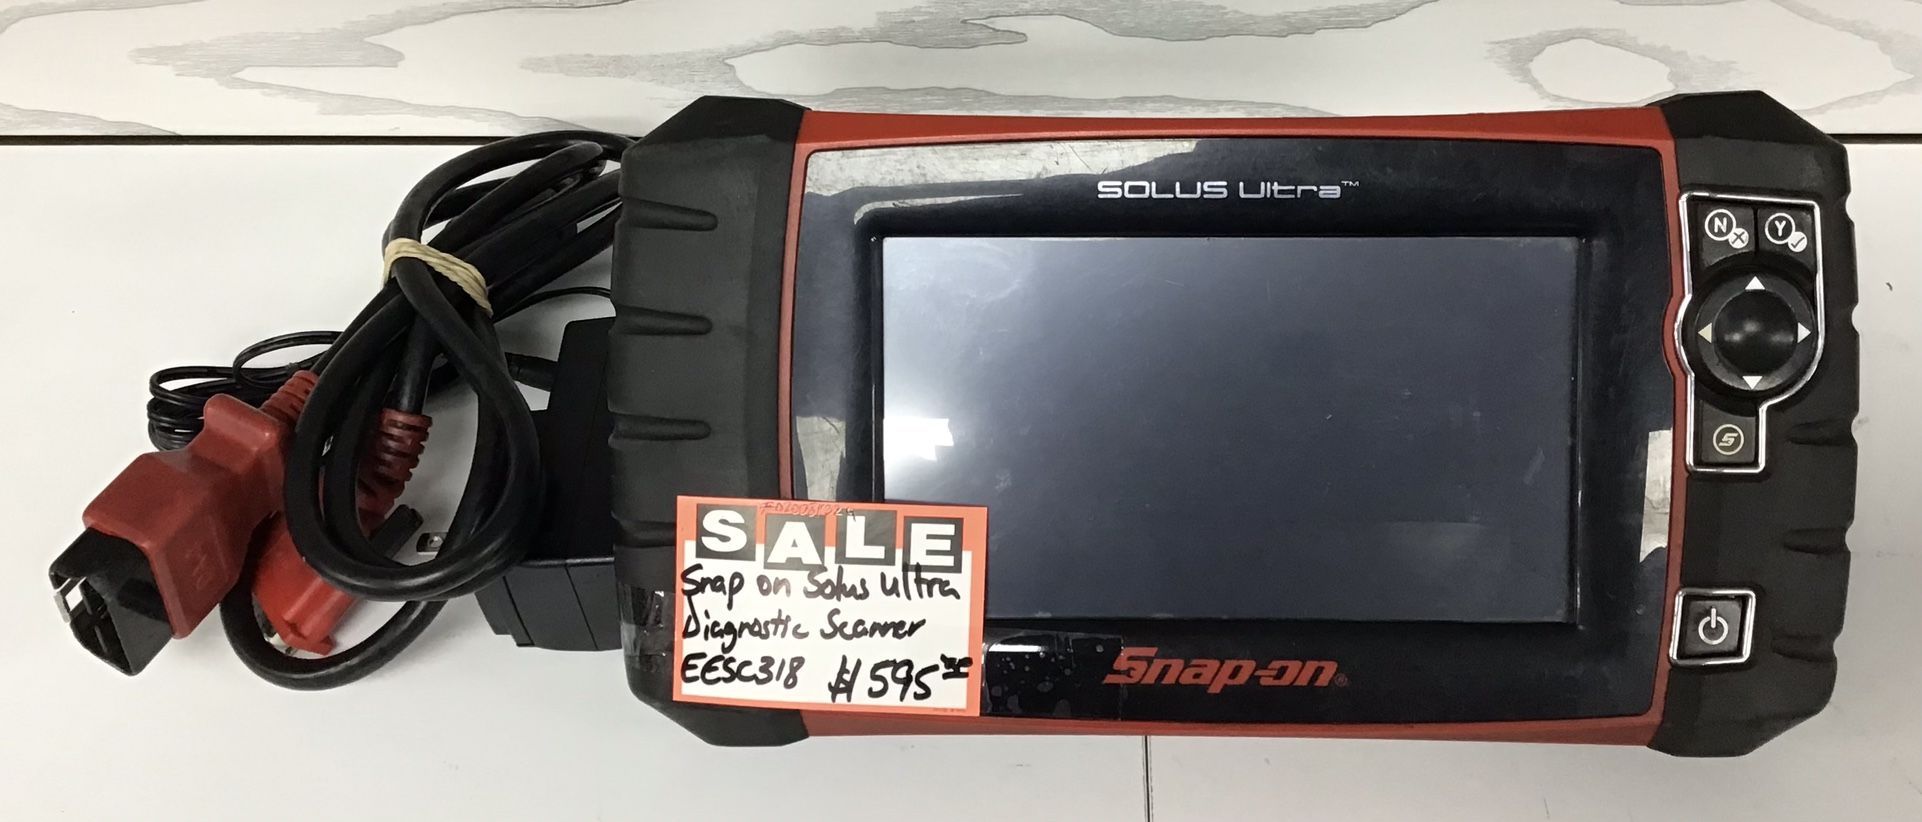 SOLUS Ultra™
N
Y
S
SALE
Snap on Solus Ultra
Diagnostic Scanner
EESC318 $595
Snap-on®